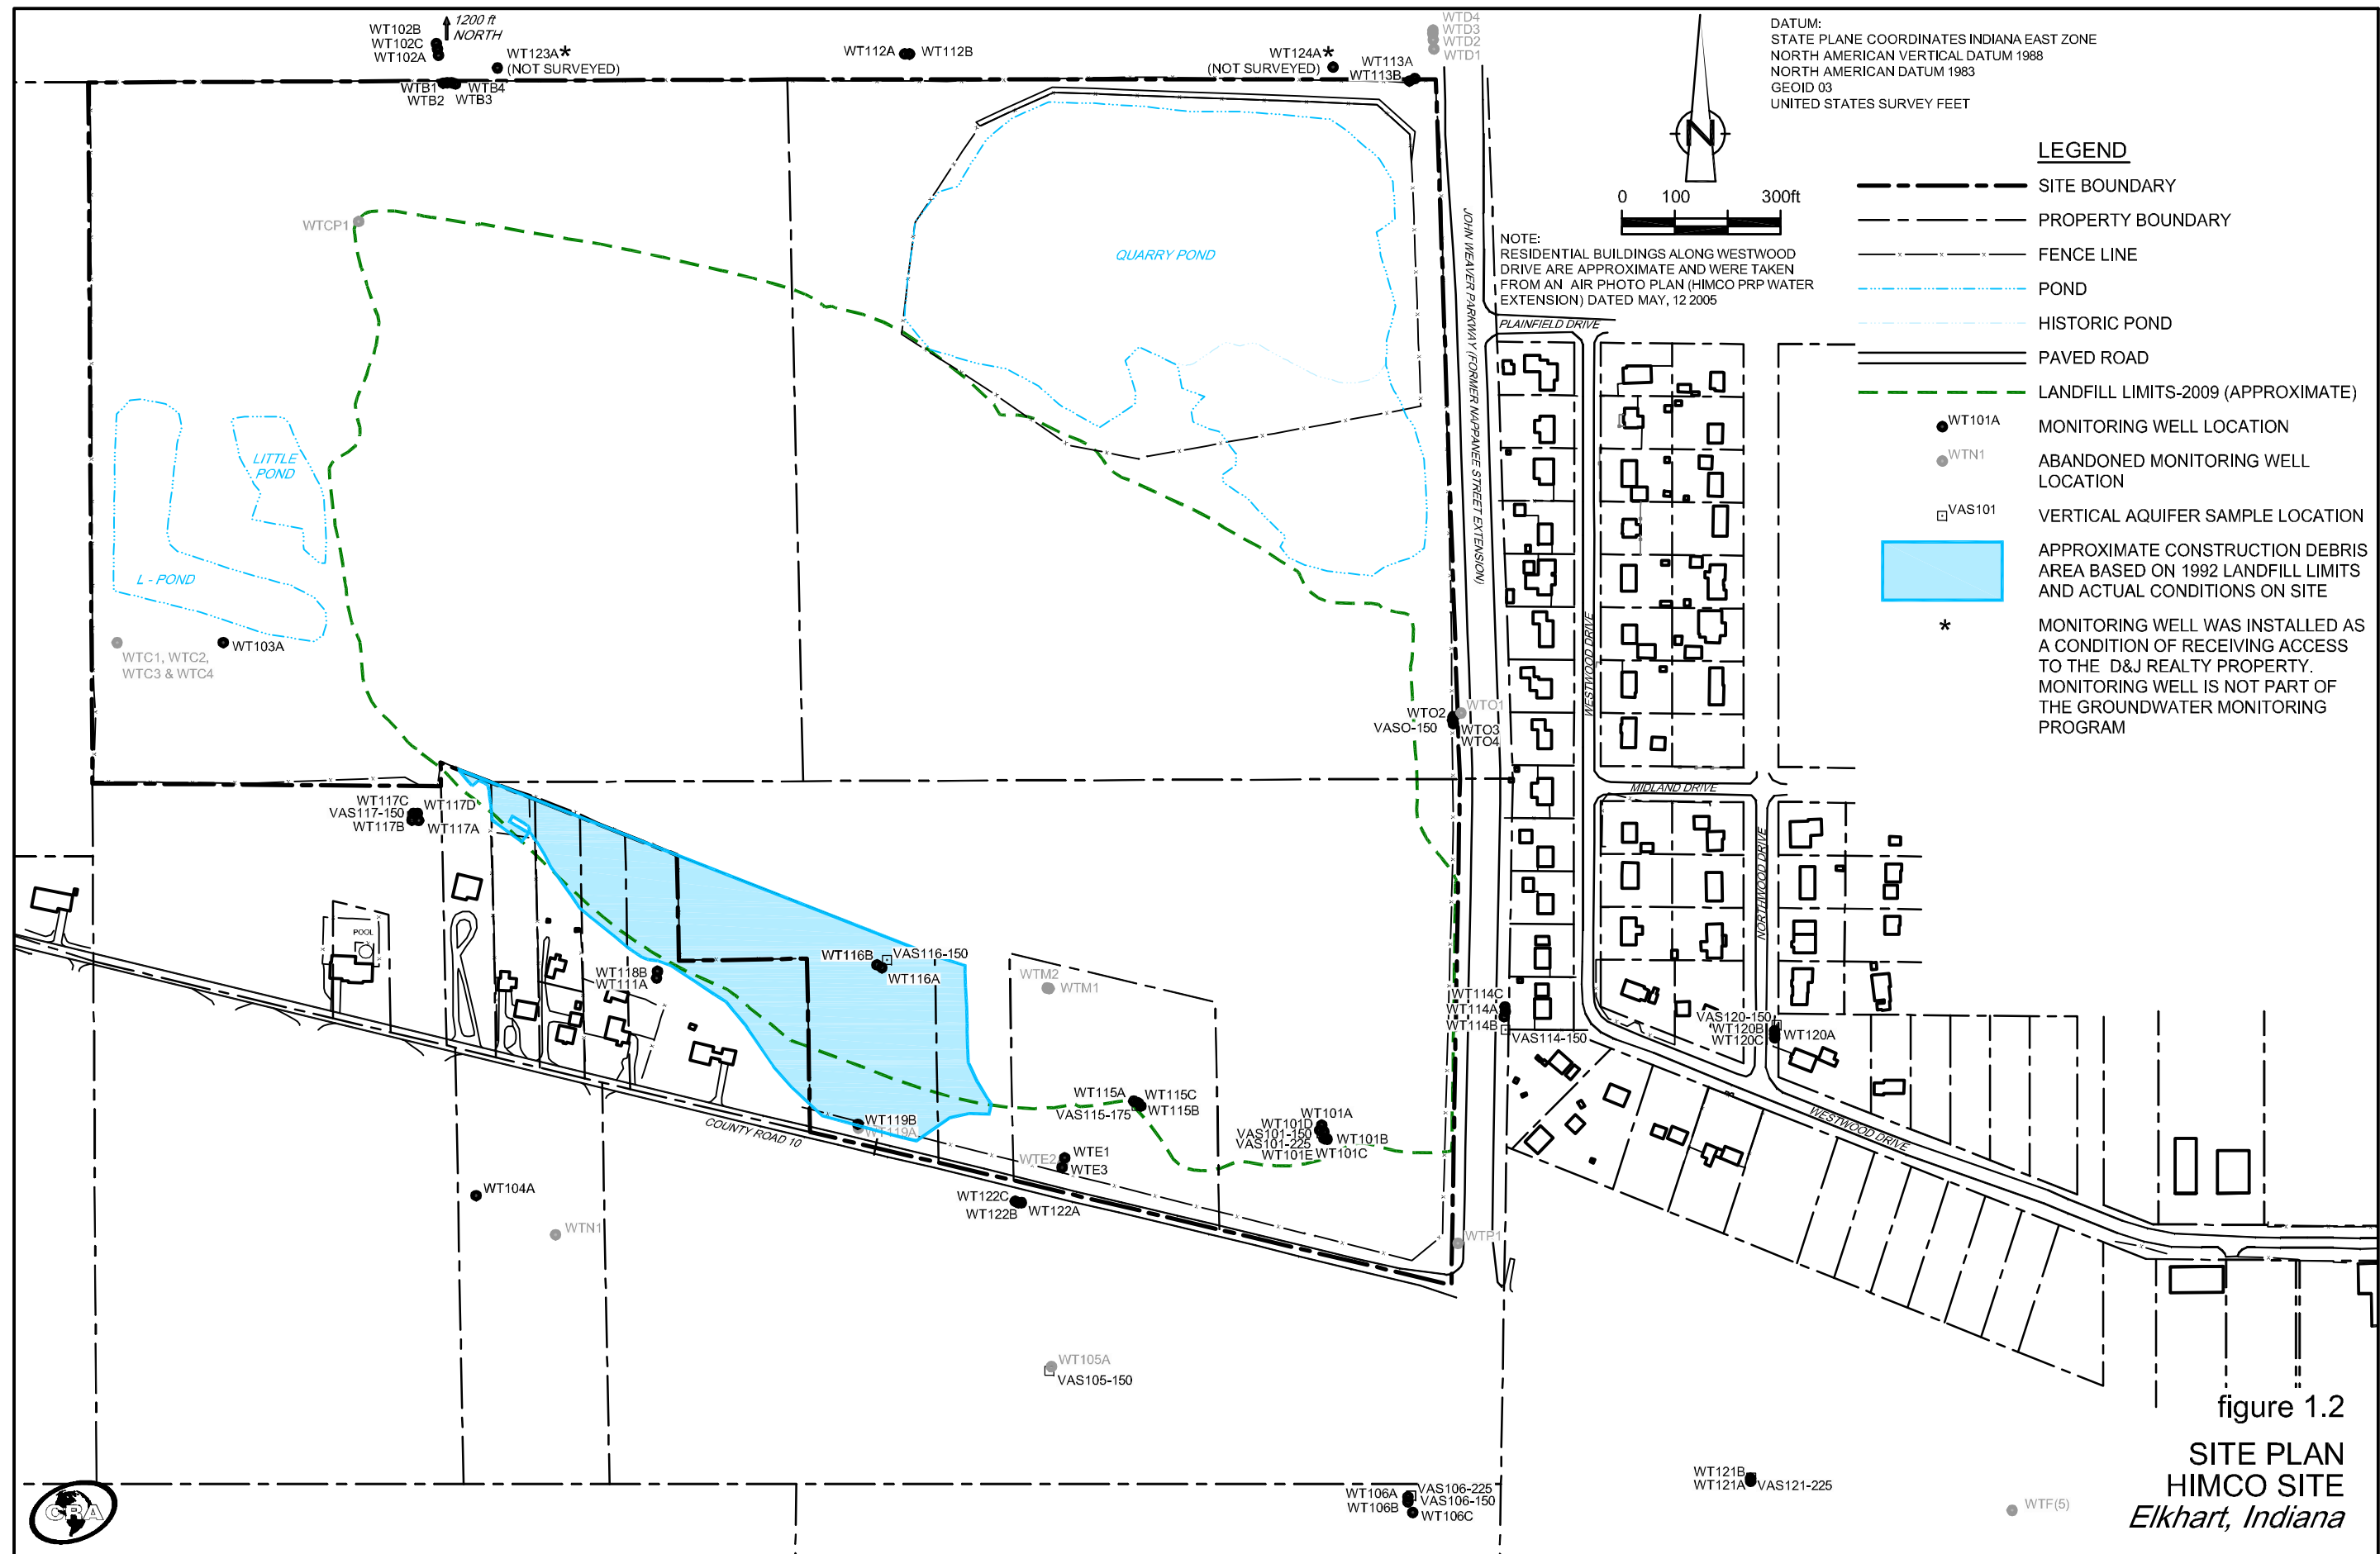 WT102B
WT102C
WT102A
1200 ft
NORTH
WT123A*
(NOT SURVEYED)
WTB1
WTB2
WTB4
WTB3
WT112A
WT112B
WT124A*
(NOT SURVEYED)
WT113A
WT113B
WTD4
WTD3
WTD2
WTD1
DATUM:
STATE PLANE COORDINATES INDIANA EAST ZONE
NORTH AMERICAN VERTICAL DATUM 1988
NORTH AMERICAN DATUM 1983
GEOID 03
UNITED STATES SURVEY FEET
N
0 100 300ft
NOTE:
RESIDENTIAL BUILDINGS ALONG WESTWOOD
DRIVE ARE APPROXIMATE AND WERE TAKEN
FROM AN AIR PHOTO PLAN (HIMCO PRP WATER
EXTENSION) DATED MAY, 12 2005
LEGEND
SITE BOUNDARY
PROPERTY BOUNDARY
FENCE LINE
POND
HISTORIC POND
PAVED ROAD
LANDFILL LIMITS-2009 (APPROXIMATE)
WT101A
MONITORING WELL LOCATION
WTN1
ABANDONED MONITORING WELL
LOCATION
VAS101
VERTICAL AQUIFER SAMPLE LOCATION
APPROXIMATE CONSTRUCTION DEBRIS
AREA BASED ON 1992 LANDFILL LIMITS
AND ACTUAL CONDITIONS ON SITE
*
MONITORING WELL WAS INSTALLED AS
A CONDITION OF RECEIVING ACCESS
TO THE D&J REALTY PROPERTY.
MONITORING WELL IS NOT PART OF
THE GROUNDWATER MONITORING
PROGRAM
WTCP1
QUARRY POND
LITTLE
POND
L - POND
WTC1, WTC2,
WTC3 & WTC4
WT103A
JOHN WEAVER PARKWAY (FORMER NAPPANEE STREET EXTENSION)
PLAINFIELD DRIVE
WESTWOOD DRIVE
MIDLAND DRIVE
NORTHWOOD DRIVE
WESTWOOD DRIVE
WTO2
VASO-150
WTO1
WTO3
WTO4
WT117C
VAS117-150
WT117B
WT117D
WT117A
POOL
WT118B
WT111A
WT116B
VAS116-150
WT116A
WTM2
WTM1
WT114C
WT114A
WT114B
VAS114-150
VAS120-150
WT120B
WT120C
WT120A
WT115A
VAS115-175
WT115C
WT115B
WT101A
WT101D
VAS101-150
VAS101-225
WT101E
WT101B
WT101C
WT119B
WT119A
COUNTY ROAD 10
WTE2
WTE1
WTE3
WT122C
WT122B
WT122A
WT104A
WTN1
WTP1
WT105A
VAS105-150
WT106A
WT106B
VAS106-225
VAS106-150
WT106C
WT121B
WT121A
VAS121-225
WTF(5)
CRA
figure 1.2
SITE PLAN
HIMCO SITE
Elkhart, Indiana